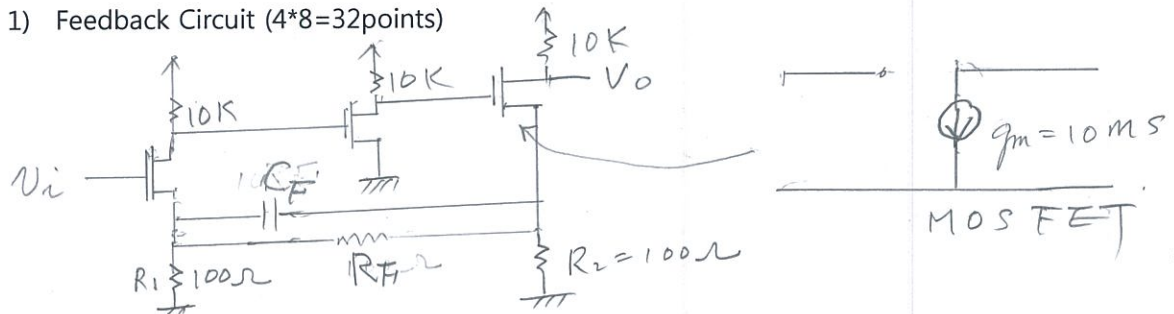 1) Feedback Circuit (4*8=32points)
10K
10K
10K
Vo
Vi
CF
RF
R1 100Ω
R2=100Ω
gm=10ms
MOSFET